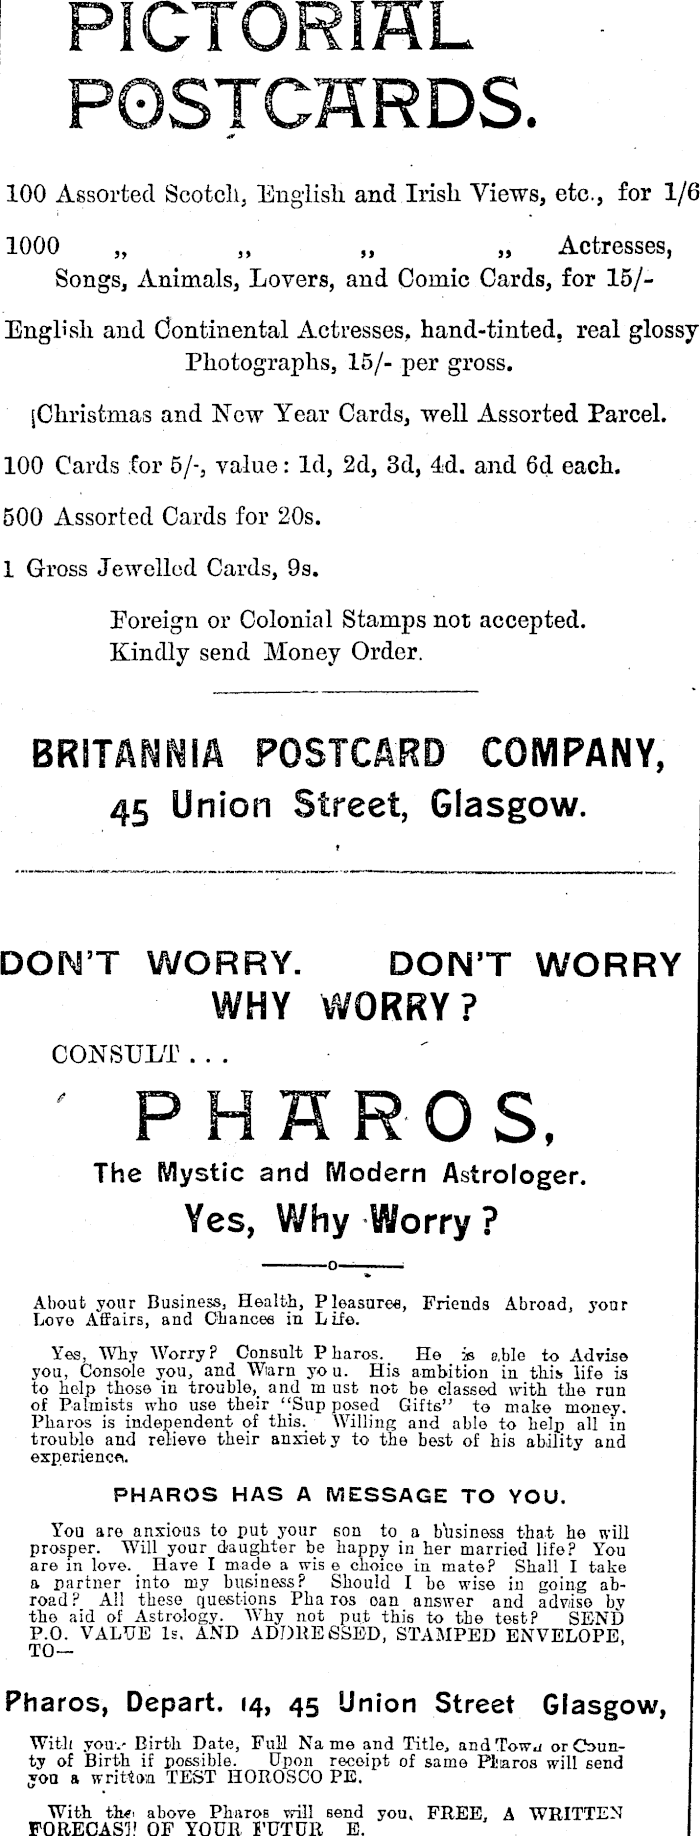 PICTORIAL
POSTCARDS.
100 Assorted Scotch, English and Irish Views, etc., for 1/6
1000 „ „ „ „ Actresses,
Songs, Animals, Lovers, and Comic Cards, for 15/-
English and Continental Actresses, hand-tinted, real glossy
Photographs, 15/- per gross.
Christmas and New Year Cards, well Assorted Parcel.
100 Cards for 5/-, value: 1d, 2d, 3d, 4d. and 6d each.
500 Assorted Cards for 20s.
1 Gross Jewelled Cards, 9s.
Foreign or Colonial Stamps not accepted.
Kindly send Money Order.
BRITANNIA POSTCARD COMPANY,
45 Union Street, Glasgow.
DON'T WORRY. DON'T WORRY
WHY WORRY?
CONSULT...
PHAROS,
The Mystic and Modern Astrologer.
Yes, Why Worry?
About your Business, Health, Pleasures, Friends Abroad, your
Love Affairs, and Chances in Life.
Yes, Why Worry? Consult Pharos. He is able to Advise
you, Console you, and Warn you. His ambition in this life is
to help those in trouble, and must not be classed with the run
of Palmists who use their "Supposed Gifts" to make money.
Pharos is independent of this. Willing and able to help all in
trouble and relieve their anxiety to the best of his ability and
experience.
PHAROS HAS A MESSAGE TO YOU.
You are anxious to put your son to a business that he will
prosper. Will your daughter be happy in her married life? You
are in love. Have I made a wise choice in mate? Shall I take
a partner into my business? Should I be wise in going ab-
road? All these questions Pharos can answer and advise by
the aid of Astrology. Why not put this to the test? SEND
P.O. VALUE 1s. AND ADDRESSED, STAMPED ENVELOPE,
TO—
Pharos, Depart. 14, 45 Union Street Glasgow,
With your Birth Date, Full Name and Title, and Town or Coun-
ty of Birth if possible. Upon receipt of same Pharos will send
you a written TEST HOROSCOPE.
With the above Pharos will send you, FREE, A WRITTEN
FORECAST OF YOUR FUTURE.